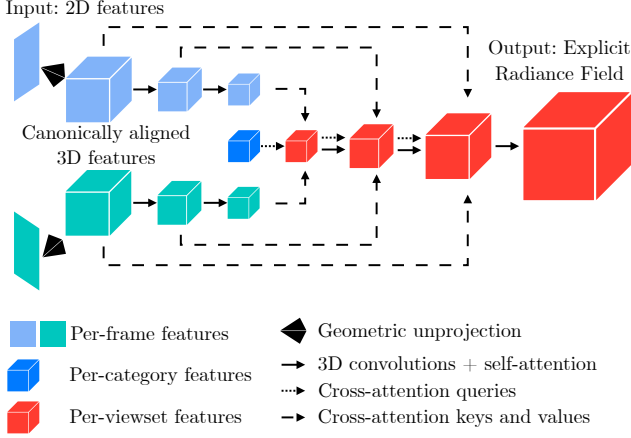 Input: 2D features
Output: Explicit
Radiance Field
Canonically aligned
3D features
Per-frame features
Per-category features
Per-viewset features
Geometric unprojection
3D convolutions + self-attention
Cross-attention queries
Cross-attention keys and values